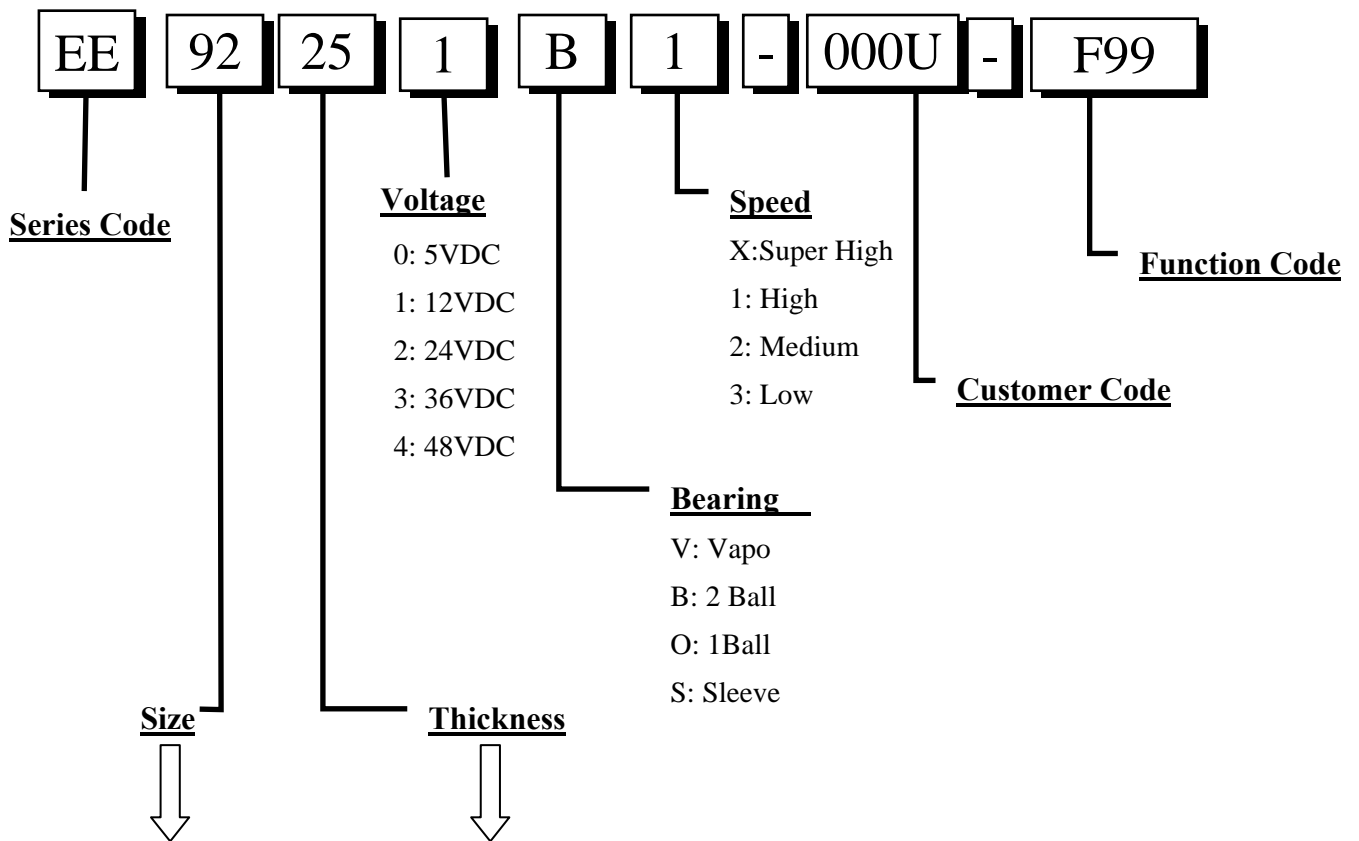 EE 92 25 1 B 1 - 000U - F99
Series Code
Voltage
0: 5VDC
1: 12VDC
2: 24VDC
3: 36VDC
4: 48VDC
Speed
X:Super High
1: High
2: Medium
3: Low
Function Code
Customer Code
Bearing
V: Vapo
B: 2 Ball
O: 1Ball
S: Sleeve
Size
Thickness